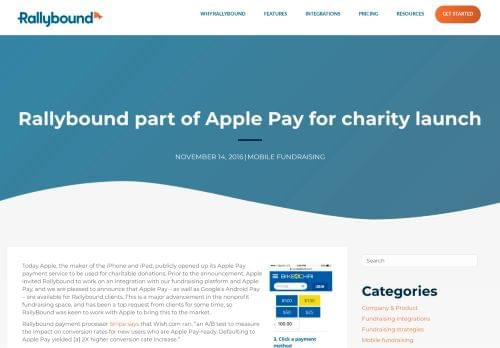 Rallybound
WHY RALLYBOUND
FEATURES
INTEGRATIONS
PRICING
RESOURCES
GET STARTED
Rallybound part of Apple Pay for charity launch
NOVEMBER 14, 2016 | MOBILE FUNDRAISING
Today Apple, the maker of the iPhone and iPad, publicly opened up its Apple Pay
payment service to be used for charitable donations. Prior to the announcement, Apple
invited Rallybound to work on an integration with our fundraising platform and Apple
Pay, and we are pleased to announce that Apple Pay – as well as Google's Android Pay
– are available for Rallybound clients. This is a major advancement in the nonprofit
fundraising space, and has been a top request from clients for some time, so
Rallybound was keen to work with Apple to bring this to the market.
Rallybound payment processor Stripe says that Wish.com ran, "an A/B test to measure
the impact on conversion rates for new users who are Apple Pay-ready. Defaulting to
Apple Pay yielded [a] 2X higher conversion rate increase."
BIKE CHAI
$500
$130
$50
$25
100.00
3. Click a payment
method
Search
Categories
Company & Product
Fundraising integrations
Fundraising strategies
Mobile fundraising